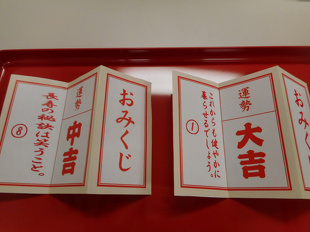 おみくじ
運勢
中吉
長寿の秘訣は笑うこと。
⑧
おみくじ
運勢
大吉
これからも健やかに
暮らせるでしょう。
①